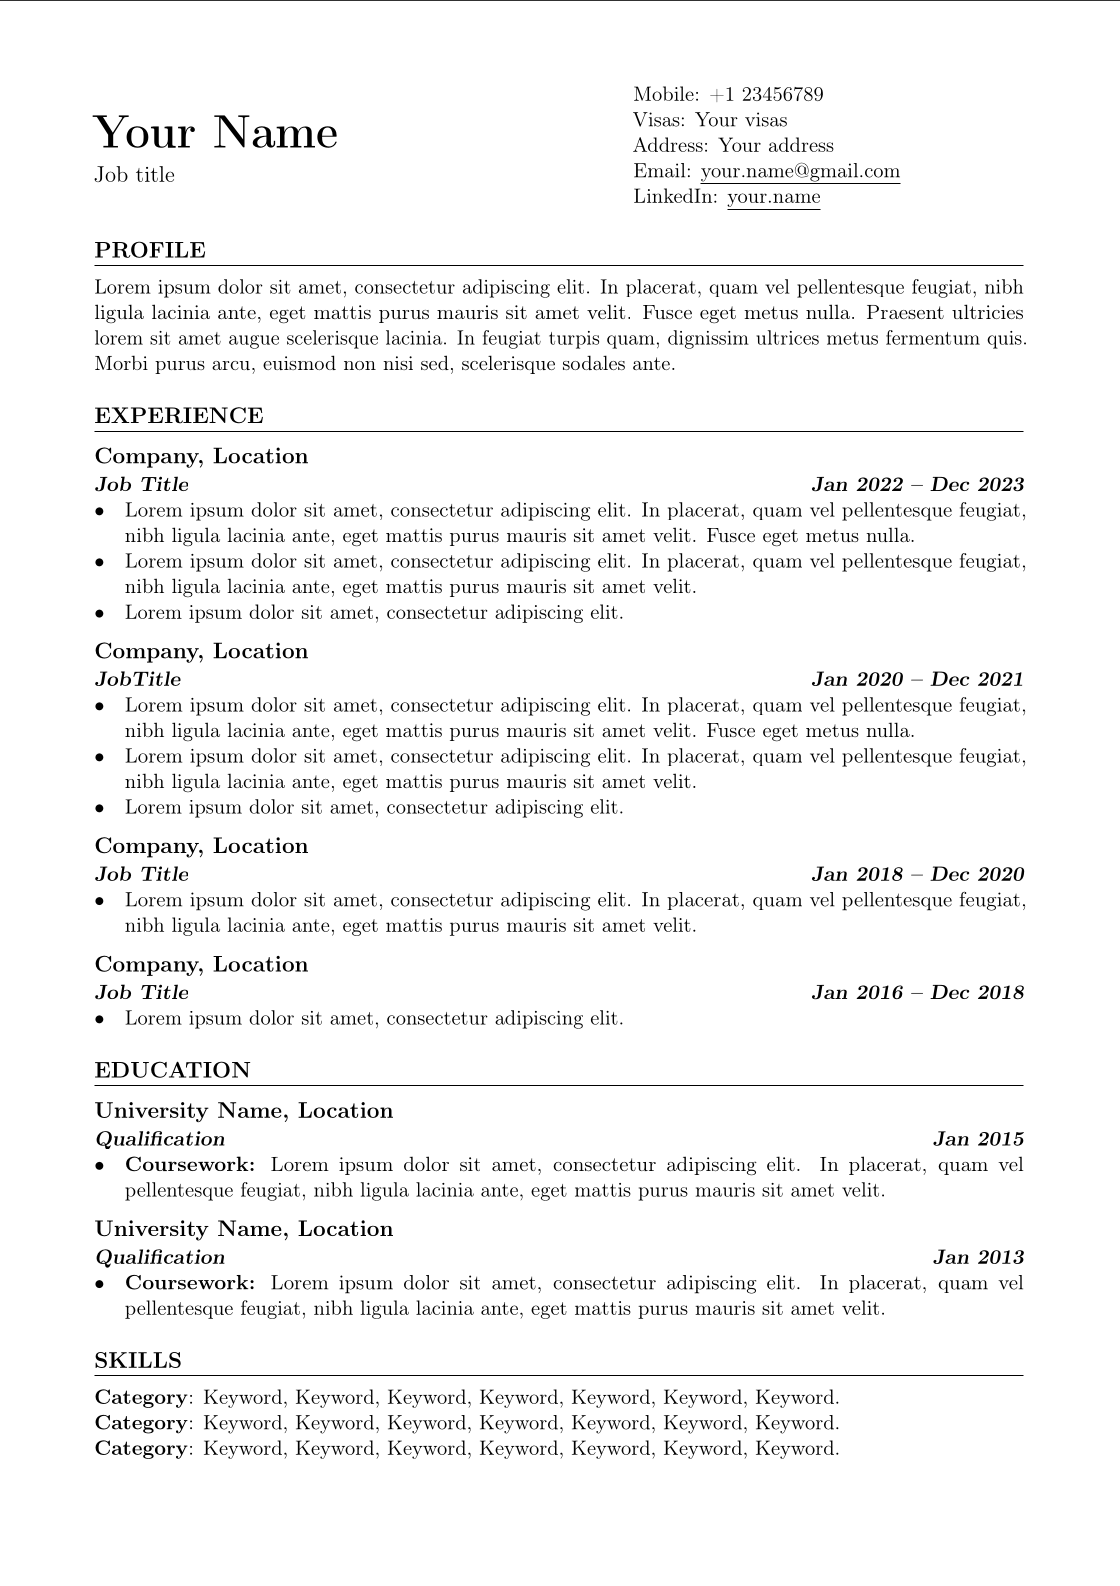 Your Name
Job title
Mobile: +1 23456789
Visas: Your visas
Address: Your address
Email: your.name@gmail.com
LinkedIn: your.name
PROFILE
Lorem ipsum dolor sit amet, consectetur adipiscing elit. In placerat, quam vel pellentesque feugiat, nibh
ligula lacinia ante, eget mattis purus mauris sit amet velit. Fusce eget metus nulla. Praesent ultricies
lorem sit amet augue scelerisque lacinia. In feugiat turpis quam, dignissim ultrices metus fermentum quis.
Morbi purus arcu, euismod non nisi sed, scelerisque sodales ante.
EXPERIENCE
Company, Location
Job Title Jan 2022 – Dec 2023
• Lorem ipsum dolor sit amet, consectetur adipiscing elit. In placerat, quam vel pellentesque feugiat,
nibh ligula lacinia ante, eget mattis purus mauris sit amet velit. Fusce eget metus nulla.
• Lorem ipsum dolor sit amet, consectetur adipiscing elit. In placerat, quam vel pellentesque feugiat,
nibh ligula lacinia ante, eget mattis purus mauris sit amet velit.
• Lorem ipsum dolor sit amet, consectetur adipiscing elit.
Company, Location
JobTitle Jan 2020 – Dec 2021
• Lorem ipsum dolor sit amet, consectetur adipiscing elit. In placerat, quam vel pellentesque feugiat,
nibh ligula lacinia ante, eget mattis purus mauris sit amet velit. Fusce eget metus nulla.
• Lorem ipsum dolor sit amet, consectetur adipiscing elit. In placerat, quam vel pellentesque feugiat,
nibh ligula lacinia ante, eget mattis purus mauris sit amet velit.
• Lorem ipsum dolor sit amet, consectetur adipiscing elit.
Company, Location
Job Title Jan 2018 – Dec 2020
• Lorem ipsum dolor sit amet, consectetur adipiscing elit. In placerat, quam vel pellentesque feugiat,
nibh ligula lacinia ante, eget mattis purus mauris sit amet velit.
Company, Location
Job Title Jan 2016 – Dec 2018
• Lorem ipsum dolor sit amet, consectetur adipiscing elit.
EDUCATION
University Name, Location
Qualification Jan 2015
• Coursework: Lorem ipsum dolor sit amet, consectetur adipiscing elit. In placerat, quam vel
pellentesque feugiat, nibh ligula lacinia ante, eget mattis purus mauris sit amet velit.
University Name, Location
Qualification Jan 2013
• Coursework: Lorem ipsum dolor sit amet, consectetur adipiscing elit. In placerat, quam vel
pellentesque feugiat, nibh ligula lacinia ante, eget mattis purus mauris sit amet velit.
SKILLS
Category: Keyword, Keyword, Keyword, Keyword, Keyword, Keyword, Keyword.
Category: Keyword, Keyword, Keyword, Keyword, Keyword, Keyword, Keyword.
Category: Keyword, Keyword, Keyword, Keyword, Keyword, Keyword, Keyword.